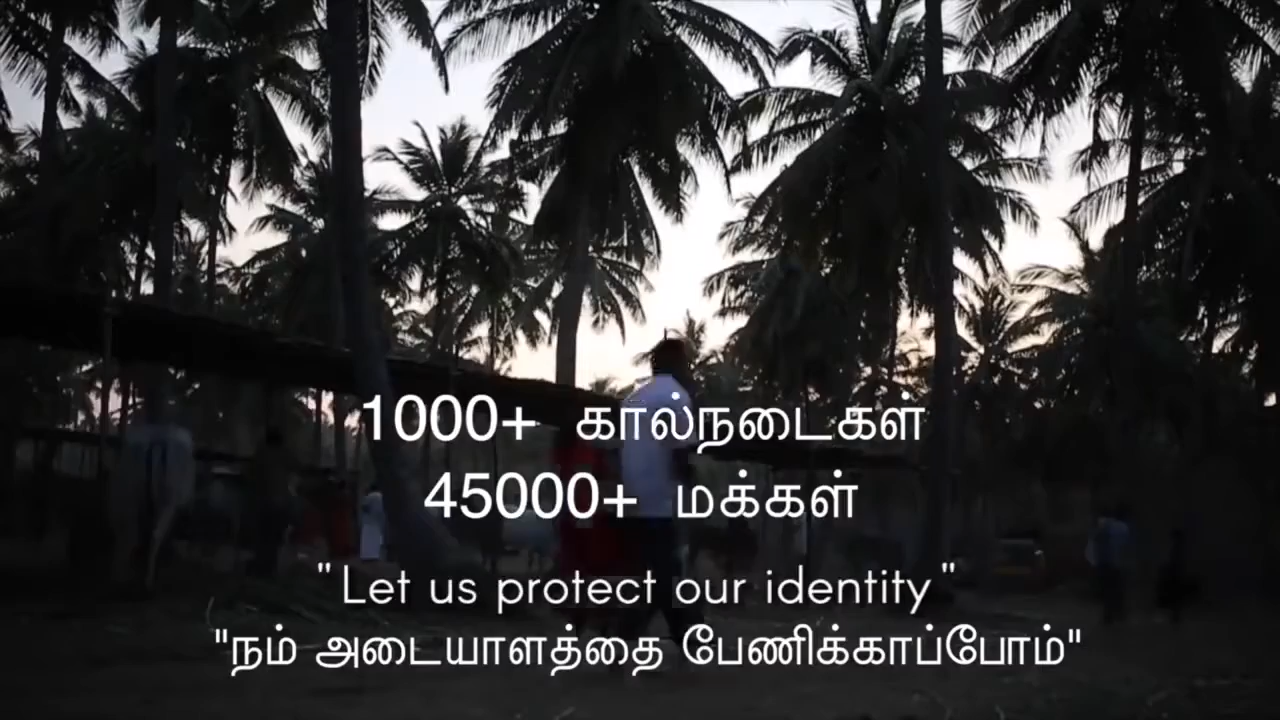 1000+ கால்நடைகள்
45000+ மக்கள்
"Let us protect our identity"
"நம் அடையாளத்தை பேணிக்காப்போம்"